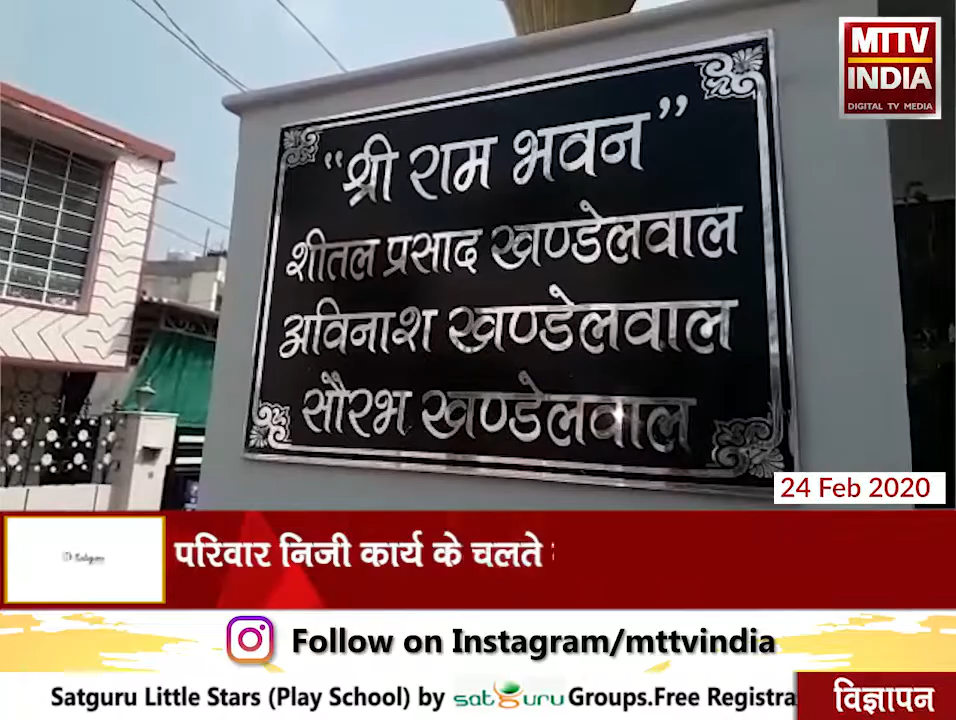 MTTV
INDIA
DIGITAL TV MEDIA
“श्री राम भवन”
शीतल प्रसाद खण्डेलवाल
अविनाश खण्डेलवाल
सौरभ खण्डेलवाल
24 Feb 2020
परिवार निजी कार्य के चलते
Follow on Instagram/mttvindia
Satguru Little Stars (Play School) by satguru Groups.Free Registra
विज्ञापन